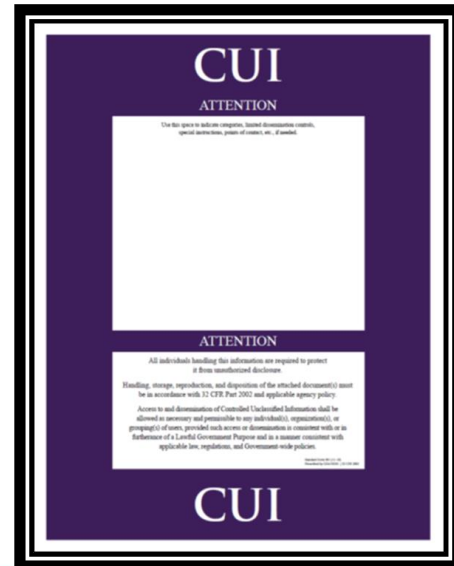 CUI
ATTENTION
Use this space to indicate categories, limited dissemination controls,
special instructions, points of contact, etc., if needed.
ATTENTION
All individuals handling this information are required to protect
it from unauthorized disclosure.
Handling, storage, reproduction, and disposition of the attached document(s) must
be in accordance with 32 CFR Part 2002 and applicable agency policy.
Access to and dissemination of Controlled Unclassified Information shall be
allowed as necessary and permissible to any individual(s), organization(s), or
grouping(s) of users, provided such access or dissemination is consistent with or in
furtherance of a Lawful Government Purpose and in a manner consistent with
applicable law, regulations, and Government-wide policies.
CUI